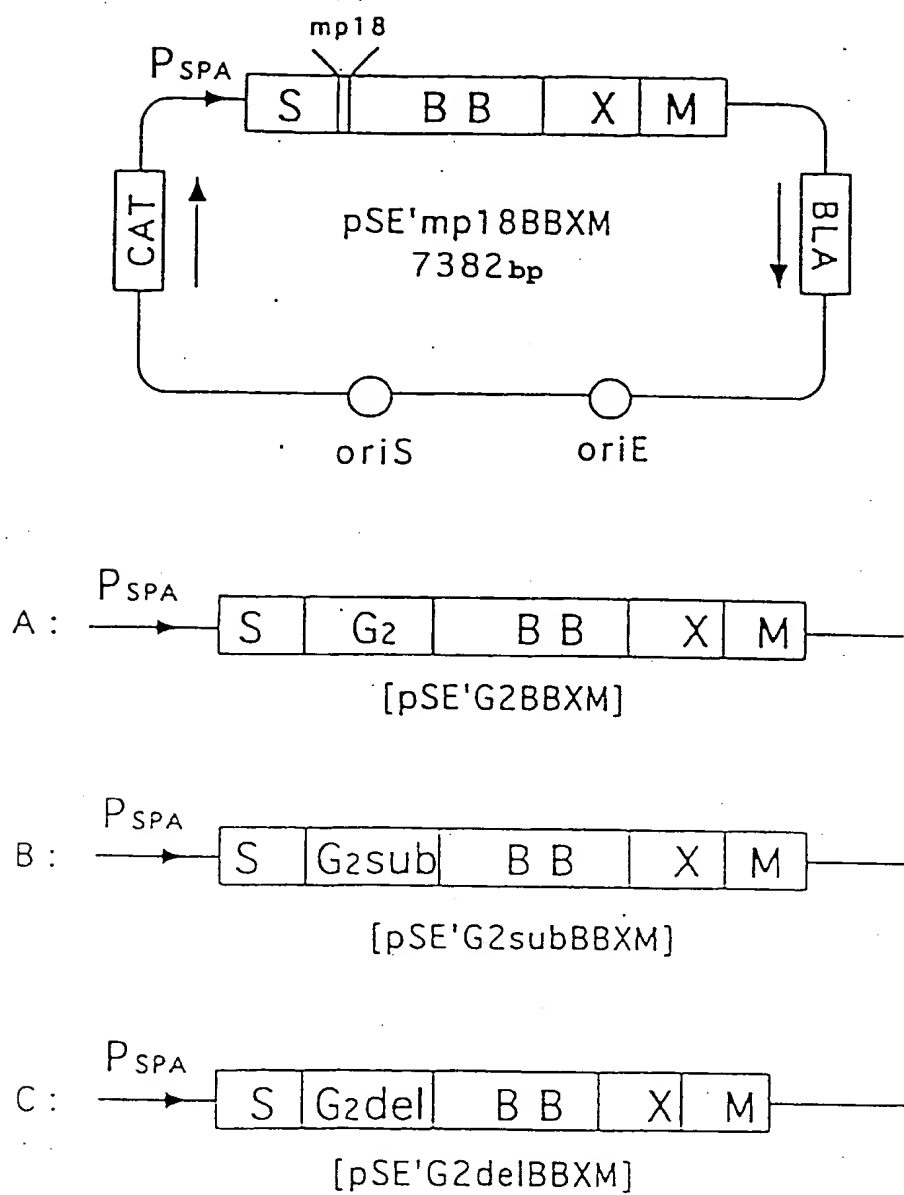 mp18
PSPA
S BB X M
CAT
pSE'mp18BBXM
7382bp
BLA
oriS oriE
PSPA
A: S G2 BB X M
[pSE'G2BBXM]
PSPA
B: S G2sub BB X M
[pSE'G2subBBXM]
PSPA
C: S G2del BB X M
[pSE'G2delBBXM]